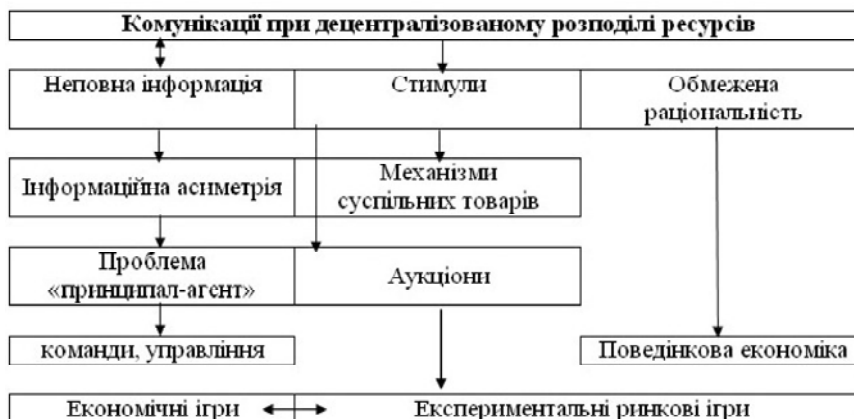 Комунікації при децентралізованому розподілі ресурсів
Неповна інформація
Стимули
Обмежена
раціональність
Інформаційна асиметрія
Механізми
суспільних товарів
Проблема
«принципал-агент»
Аукціони
команди, управління
Поведінкова економіка
Економічні ігри
Експериментальні ринкові ігри